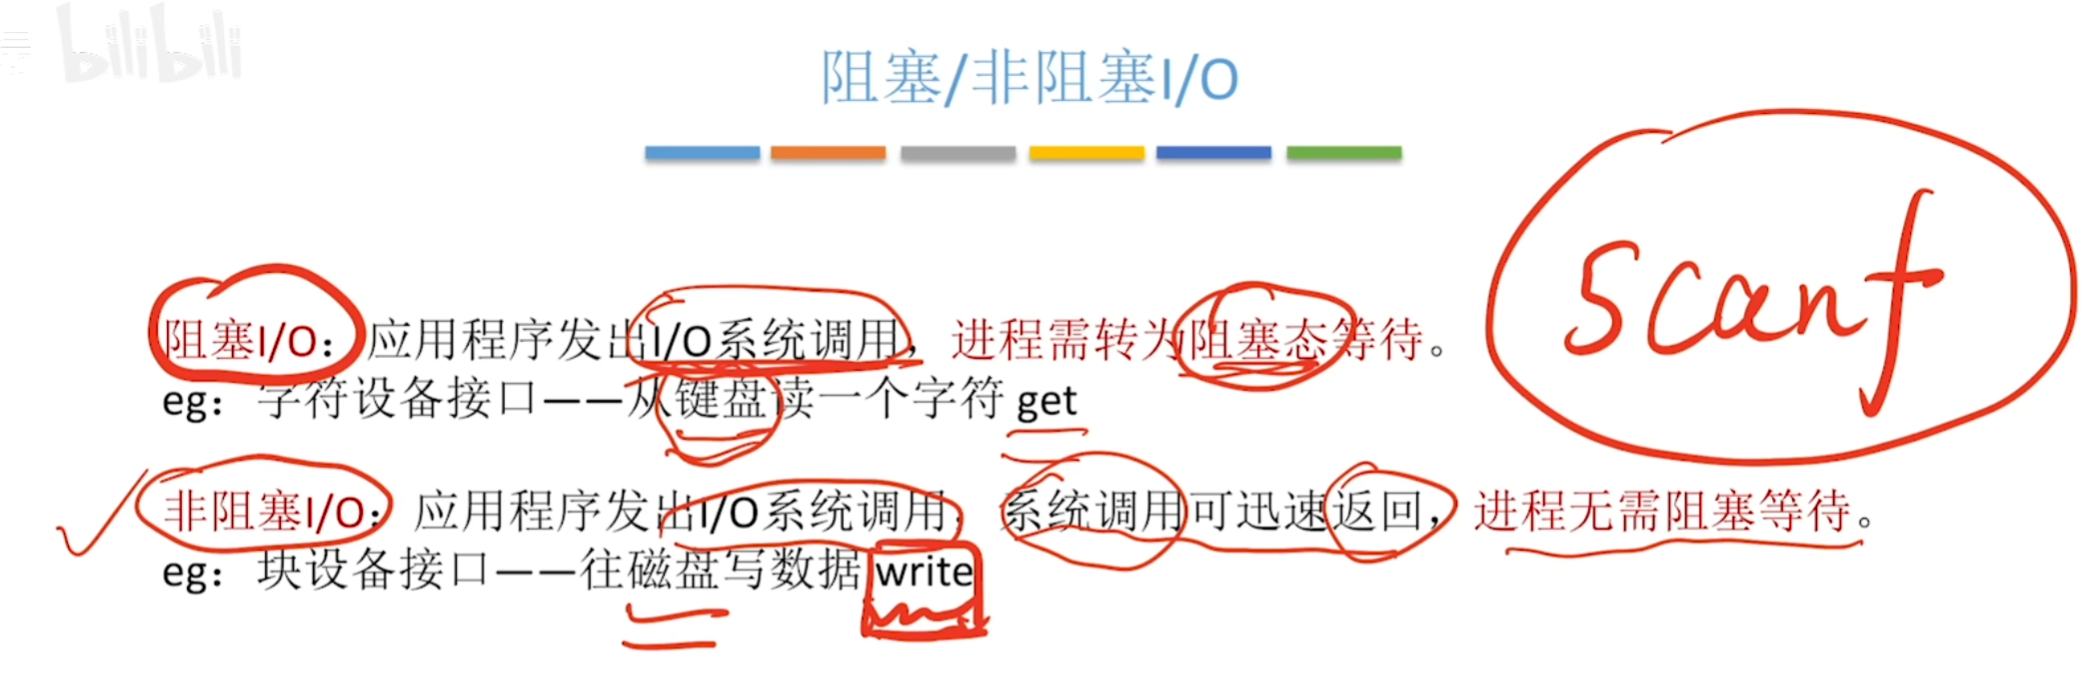 bilibili
阻塞/非阻塞I/O
scanf
阻塞I/O：应用程序发出I/O系统调用，进程需转为阻塞态等待。
eg：字符设备接口——从键盘读一个字符 get
非阻塞I/O：应用程序发出I/O系统调用，系统调用可迅速返回，进程无需阻塞等待。
eg：块设备接口——往磁盘写数据 write